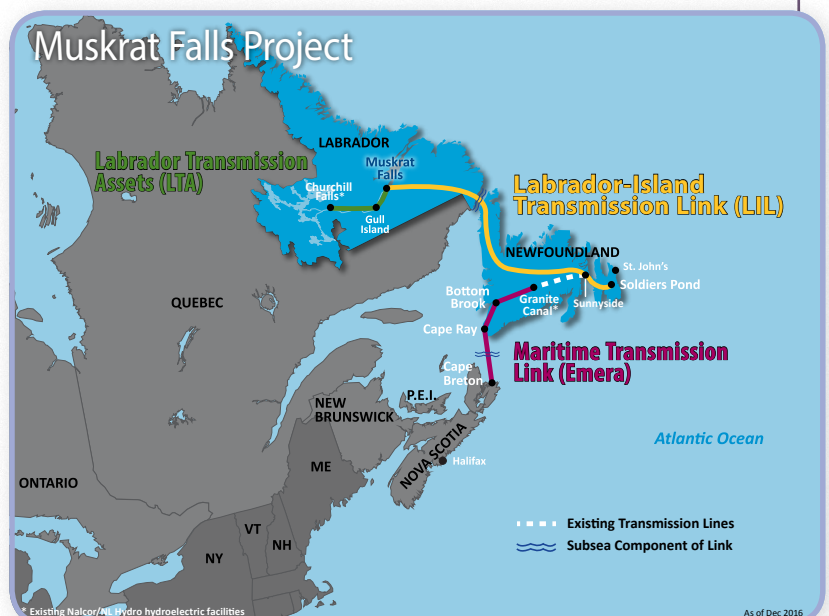 Muskrat Falls Project
LABRADOR
Labrador Transmission
Assets (LTA)
Muskrat
Falls
Churchill
Falls*
Gull
Island
Labrador-Island
Transmission Link (LIL)
NEWFOUNDLAND
St. John's
Soldiers Pond
Sunnyside
Granite
Canal*
Bottom
Brook
QUEBEC
Cape Ray
Maritime Transmission
Link (Emera)
Cape
Breton
P.E.I.
NEW
BRUNSWICK
NOVA SCOTIA
Halifax
Atlantic Ocean
ME
ONTARIO
VT
NH
NY
Existing Transmission Lines
Subsea Component of Link
* Existing Nalcor/NL Hydro hydroelectric facilities
As of Dec 2016